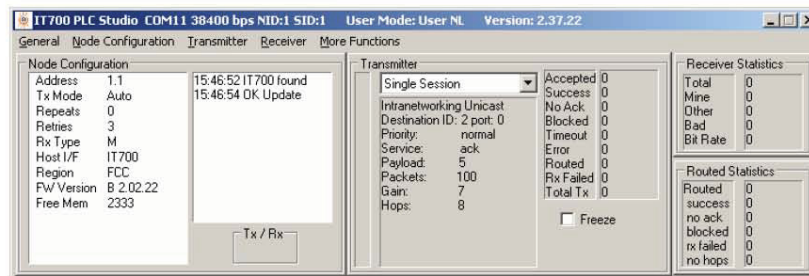 IT700 PLC Studio COM11 38400 bps NID:1 SID:1 User Mode: User NL Version: 2.37.22
General Node Configuration Transmitter Receiver More Functions
Node Configuration
Address 1.1
Tx Mode Auto
Repeats 0
Retries 3
Rx Type M
Host I/F IT700
Region FCC
FW Version B 2.02.22
Free Mem 2333
15:46:52 IT700 found
15:46:54 OK Update
Tx / Rx
Transmitter
Single Session
Intranetworking Unicast
Destination ID: 2 port: 0
Priority: normal
Service: ack
Payload: 5
Packets: 100
Gain: 7
Hops: 8
Accepted 0
Success 0
No Ack 0
Blocked 0
Timeout 0
Error 0
Routed 0
Rx Failed 0
Total Tx 0
Freeze
Receiver Statistics
Total 0
Mine 0
Other 0
Bad 0
Bit Rate 0
Routed Statistics
Routed 0
success 0
no ack 0
blocked 0
rx failed 0
no hops 0